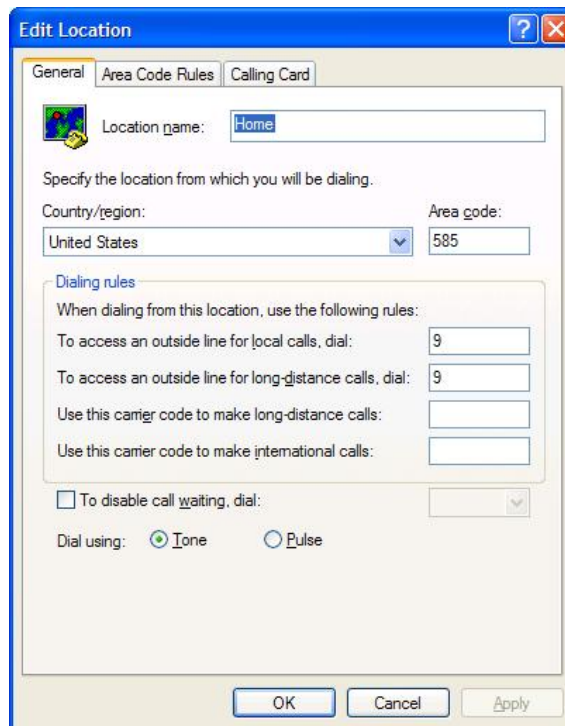 Edit Location
General Area Code Rules Calling Card
Location name: Home
Specify the location from which you will be dialing.
Country/region: Area code:
United States 585
Dialing rules
When dialing from this location, use the following rules:
To access an outside line for local calls, dial: 9
To access an outside line for long-distance calls, dial: 9
Use this carrier code to make long-distance calls:
Use this carrier code to make international calls:
To disable call waiting, dial:
Dial using: Tone Pulse
OK Cancel Apply